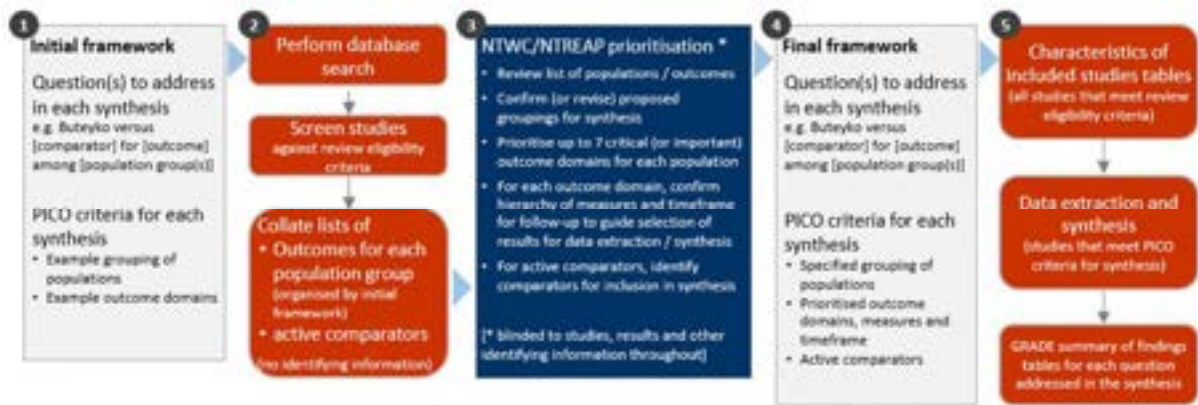 1
Initial framework
Question(s) to address
in each synthesis
e.g. Buteyko versus
[comparator] for [outcome]
among [population group(s)]
PICO criteria for each
synthesis
• Example grouping of
populations
• Example outcome domains
2
Perform database
search
Screen studies
against review eligibility
criteria
Collate lists of
• Outcomes for each
population group
(organised by initial
framework)
• active comparators
(no identifying information)
3
NTWC/NTREAP prioritisation *
• Review list of populations / outcomes
• Confirm (or revise) proposed
groupings for synthesis
• Prioritise up to 7 critical (or important)
outcome domains for each population
• For each outcome domain, confirm
hierarchy of measures and timeframe
for follow-up to guide selection of
results for data extraction / synthesis
• For active comparators, identify
comparators for inclusion in synthesis
[* blinded to studies, results and other
identifying information throughout]
4
Final framework
Question(s) to address
in each synthesis
e.g. Buteyko versus
[comparator] for [outcome]
among [population group(s)]
PICO criteria for each
synthesis
• Specified grouping of
populations
• Prioritised outcome
domains, measures and
timeframe
• Active comparators
5
Characteristics of
included studies tables
(all studies that meet review
eligibility criteria)
Data extraction and
synthesis
(studies that meet PICO
criteria for synthesis)
GRADE summary of findings
tables for each question
addressed in the synthesis